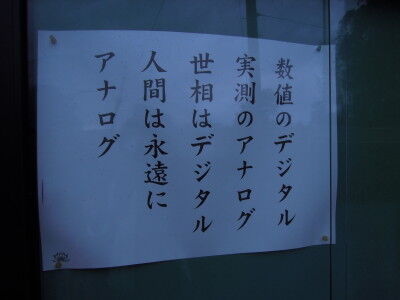 数値のデジタル
実測のアナログ
世相はデジタル
人間は永遠に
アナログ